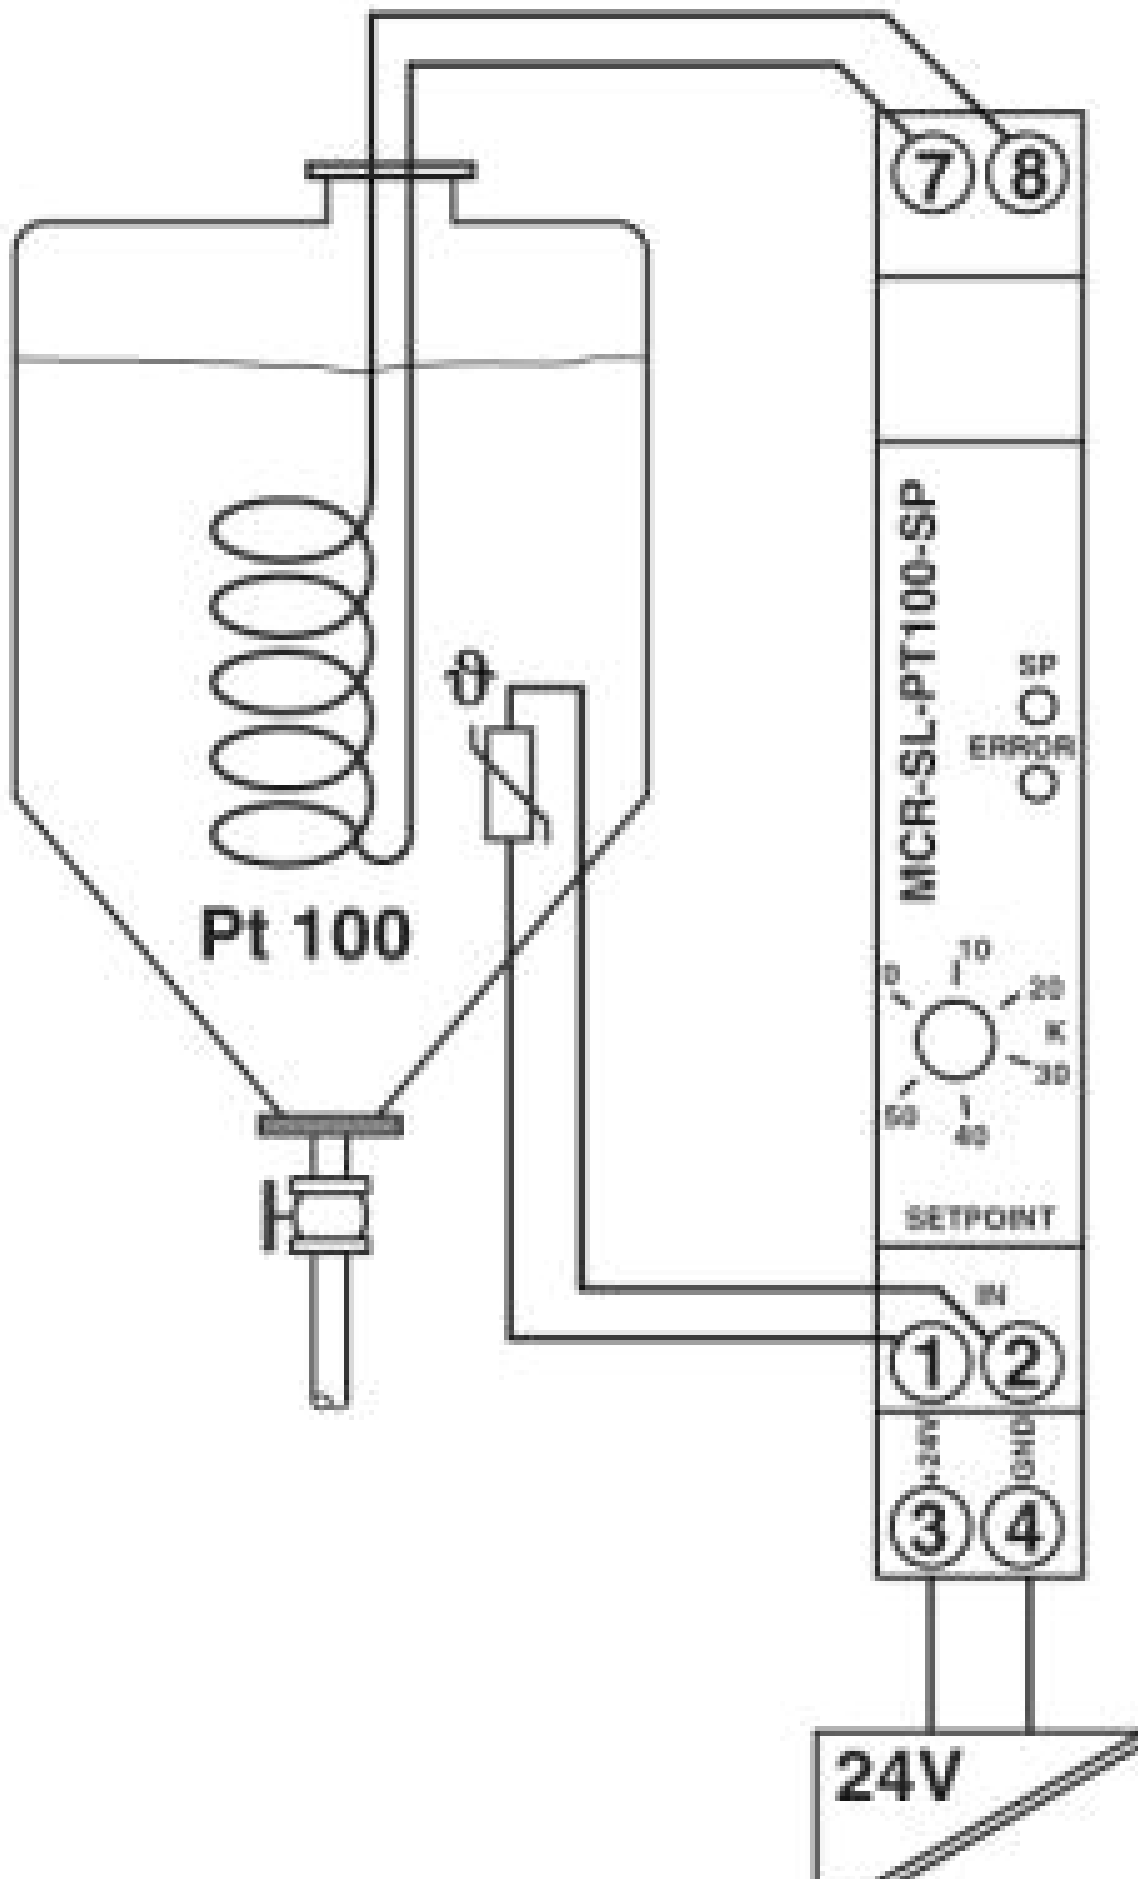 7 8
MCR-SL-PT100-SP
SP
ERROR
ϑ
Pt 100
0 10 20 K 30 40 50
SETPOINT
IN
1 2
+24V GND
3 4
24V